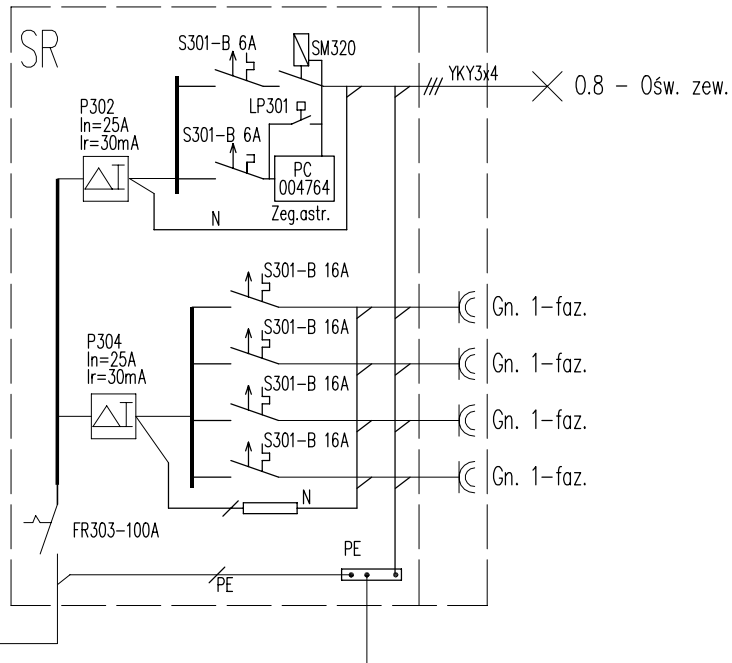 SR
S301-B 6A
SM320
YKY3x4
0.8 - Ośw. zew.
P302
In=25A
Ir=30mA
LP301
S301-B 6A
PC
004764
Zeg.astr.
N
S301-B 16A
Gn. 1-faz.
S301-B 16A
Gn. 1-faz.
P304
In=25A
Ir=30mA
S301-B 16A
Gn. 1-faz.
S301-B 16A
Gn. 1-faz.
N
FR303-100A
PE
PE